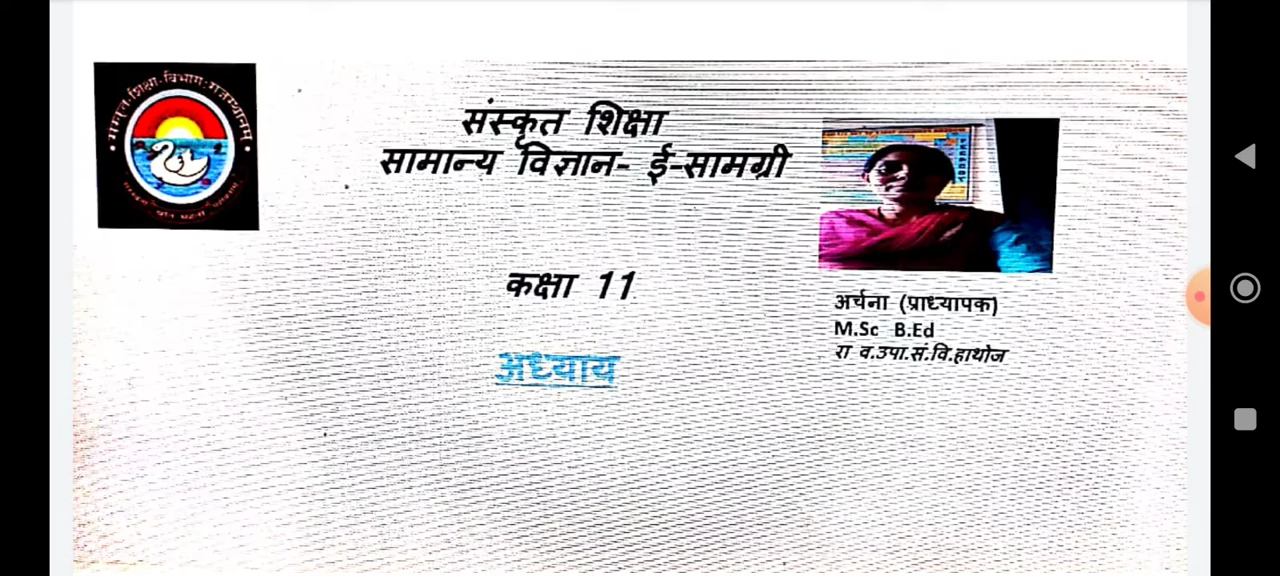 संस्कृत शिक्षा
सामान्य विज्ञान- ई-सामग्री
कक्षा 11
अध्याय
अर्चना (प्राध्यापक)
M.Sc B.Ed
रा व.उपा.सं.वि.हाथोज